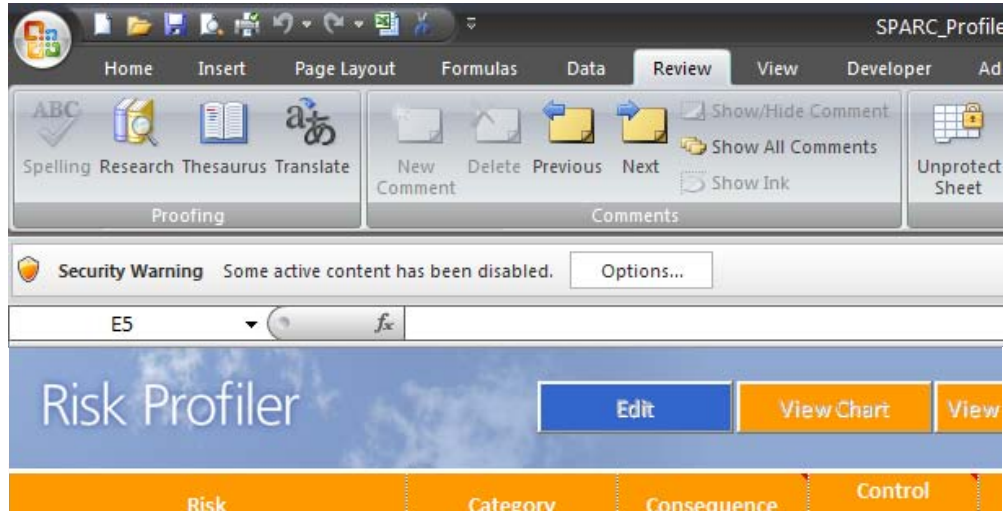 SPARC_Profile
Home Insert Page Layout Formulas Data Review View Developer Ad
ABC
Spelling Research Thesaurus Translate New Comment Delete Previous Next Show/Hide Comment
Show All Comments
Show Ink
Unprotect Sheet
Proofing Comments
Security Warning Some active content has been disabled. Options...
E5 fx
Risk Profiler Edit View Chart View
Risk Category Consequence Control